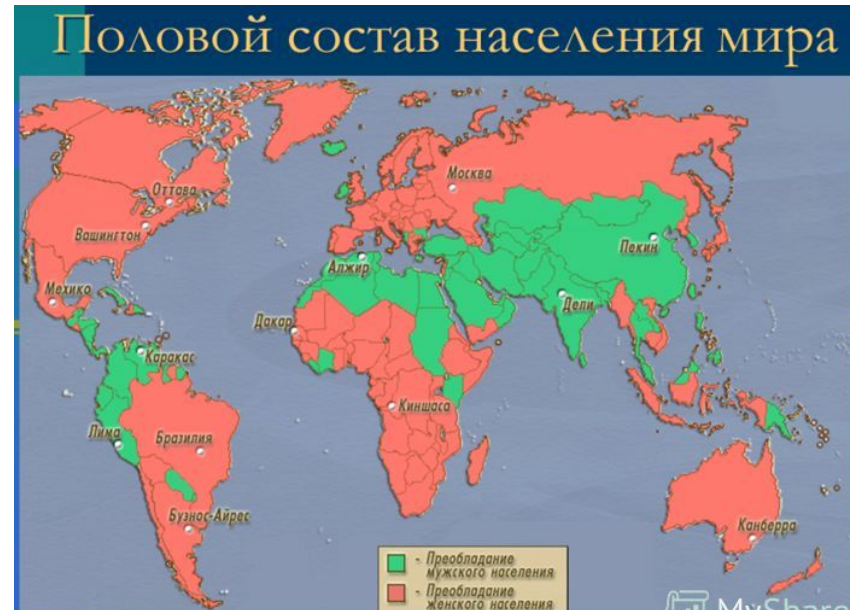 Половой состав населения мира
Москва
Оттава
Вашингтон
Пекин
Алжир
Мехико
Дели
Дакар
Каракас
Киншаса
Лима
Бразилия
Буэнос-Айрес
Канберра
- Преобладание
мужского населения
- Преобладание
женского населения
MyShare